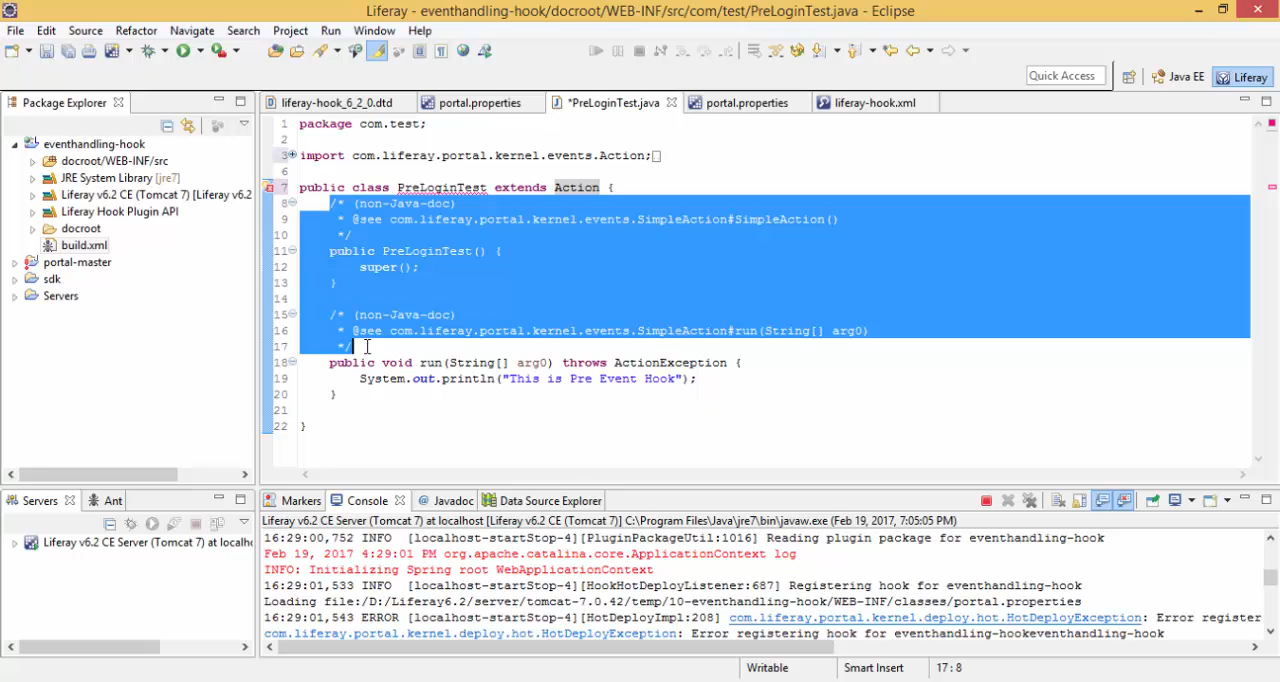 Liferay - eventhandling-hook/docroot/WEB-INF/src/com/test/PreLoginTest.java - Eclipse
File Edit Source Refactor Navigate Search Project Run Window Help
Quick Access Java EE Liferay
Package Explorer
eventhandling-hook
docroot/WEB-INF/src
JRE System Library [jre7]
Liferay v6.2 CE (Tomcat 7) [Liferay v6.2
Liferay Hook Plugin API
docroot
build.xml
portal-master
sdk
Servers
liferay-hook_6_2_0.dtd portal.properties *PreLoginTest.java portal.properties liferay-hook.xml
1 package com.test;
2
3 import com.liferay.portal.kernel.events.Action;
6
7 public class PreLoginTest extends Action {
8 /* (non-Java-doc)
9 * @see com.liferay.portal.kernel.events.SimpleAction#SimpleAction()
10 */
11 public PreLoginTest() {
12 super();
13 }
14
15 /* (non-Java-doc)
16 * @see com.liferay.portal.kernel.events.SimpleAction#run(String[] arg0)
17 */
18 public void run(String[] arg0) throws ActionException {
19 System.out.println("This is Pre Event Hook");
20 }
21
22 }
Servers Ant
Liferay v6.2 CE Server (Tomcat 7) at localho
Markers Console Javadoc Data Source Explorer
Liferay v6.2 CE Server (Tomcat 7) at localhost [Liferay v6.2 CE (Tomcat 7)] C:\Program Files\Java\jre7\bin\javaw.exe (Feb 19, 2017, 7:05:05 PM)
16:29:00,752 INFO [localhost-startStop-4][PluginPackageUtil:1016] Reading plugin package for eventhandling-hook
Feb 19, 2017 4:29:01 PM org.apache.catalina.core.ApplicationContext log
INFO: Initializing Spring root WebApplicationContext
16:29:01,533 INFO [localhost-startStop-4][HookHotDeployListener:687] Registering hook for eventhandling-hook
Loading file:/D:/Liferay6.2/server/tomcat-7.0.42/temp/10-eventhandling-hook/WEB-INF/classes/portal.properties
16:29:01,543 ERROR [localhost-startStop-4][HotDeployImpl:208] com.liferay.portal.kernel.deploy.hot.HotDeployException: Error register
com.liferay.portal.kernel.deploy.hot.HotDeployException: Error registering hook for eventhandling-hookeventhandling-hook
Writable Smart Insert 17 : 8